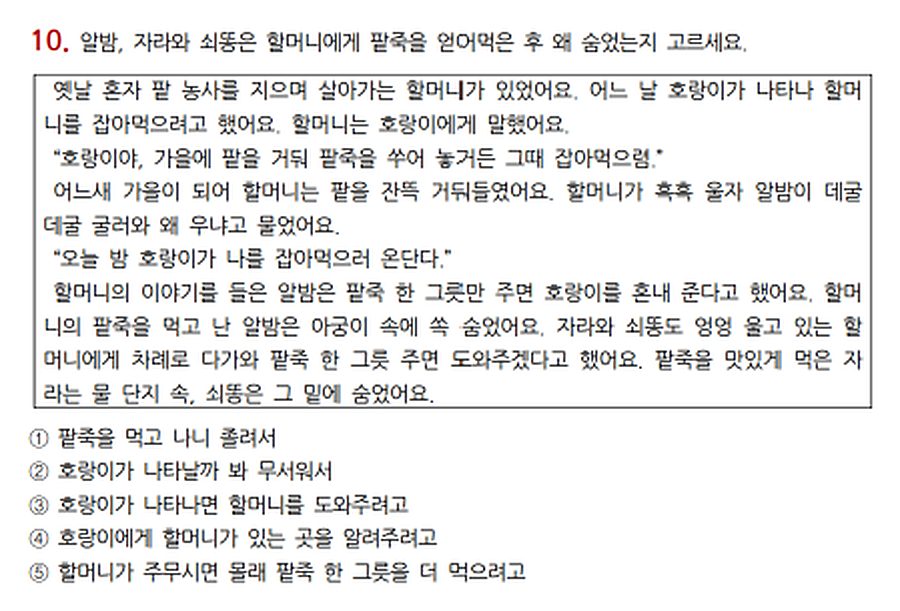 10. 알밤, 자라와 쇠똥은 할머니에게 팥죽을 얻어먹은 후 왜 숨었는지 고르세요.
옛날 혼자 팥 농사를 지으며 살아가는 할머니가 있었어요. 어느 날 호랑이가 나타나 할머
니를 잡아먹으려고 했어요. 할머니는 호랑이에게 말했어요.
"호랑이야, 가을에 팥을 거둬 팥죽을 쑤어 놓거든 그때 잡아먹으렴."
어느새 가을이 되어 할머니는 팥을 잔뜩 거둬들였어요. 할머니가 흑흑 울자 알밤이 데굴
데굴 굴러와 왜 우냐고 물었어요.
"오늘 밤 호랑이가 나를 잡아먹으러 온단다."
할머니의 이야기를 들은 알밤은 팥죽 한 그릇만 주면 호랑이를 혼내 준다고 했어요. 할머
니의 팥죽을 먹고 난 알밤은 아궁이 속에 쏙 숨었어요. 자라와 쇠똥도 엉엉 울고 있는 할
머니에게 차례로 다가와 팥죽 한 그릇 주면 도와주겠다고 했어요. 팥죽을 맛있게 먹은 자
라는 물 단지 속, 쇠똥은 그 밑에 숨었어요.
① 팥죽을 먹고 나니 졸려서
② 호랑이가 나타날까 봐 무서워서
③ 호랑이가 나타나면 할머니를 도와주려고
④ 호랑이에게 할머니가 있는 곳을 알려주려고
⑤ 할머니가 주무시면 몰래 팥죽 한 그릇을 더 먹으려고